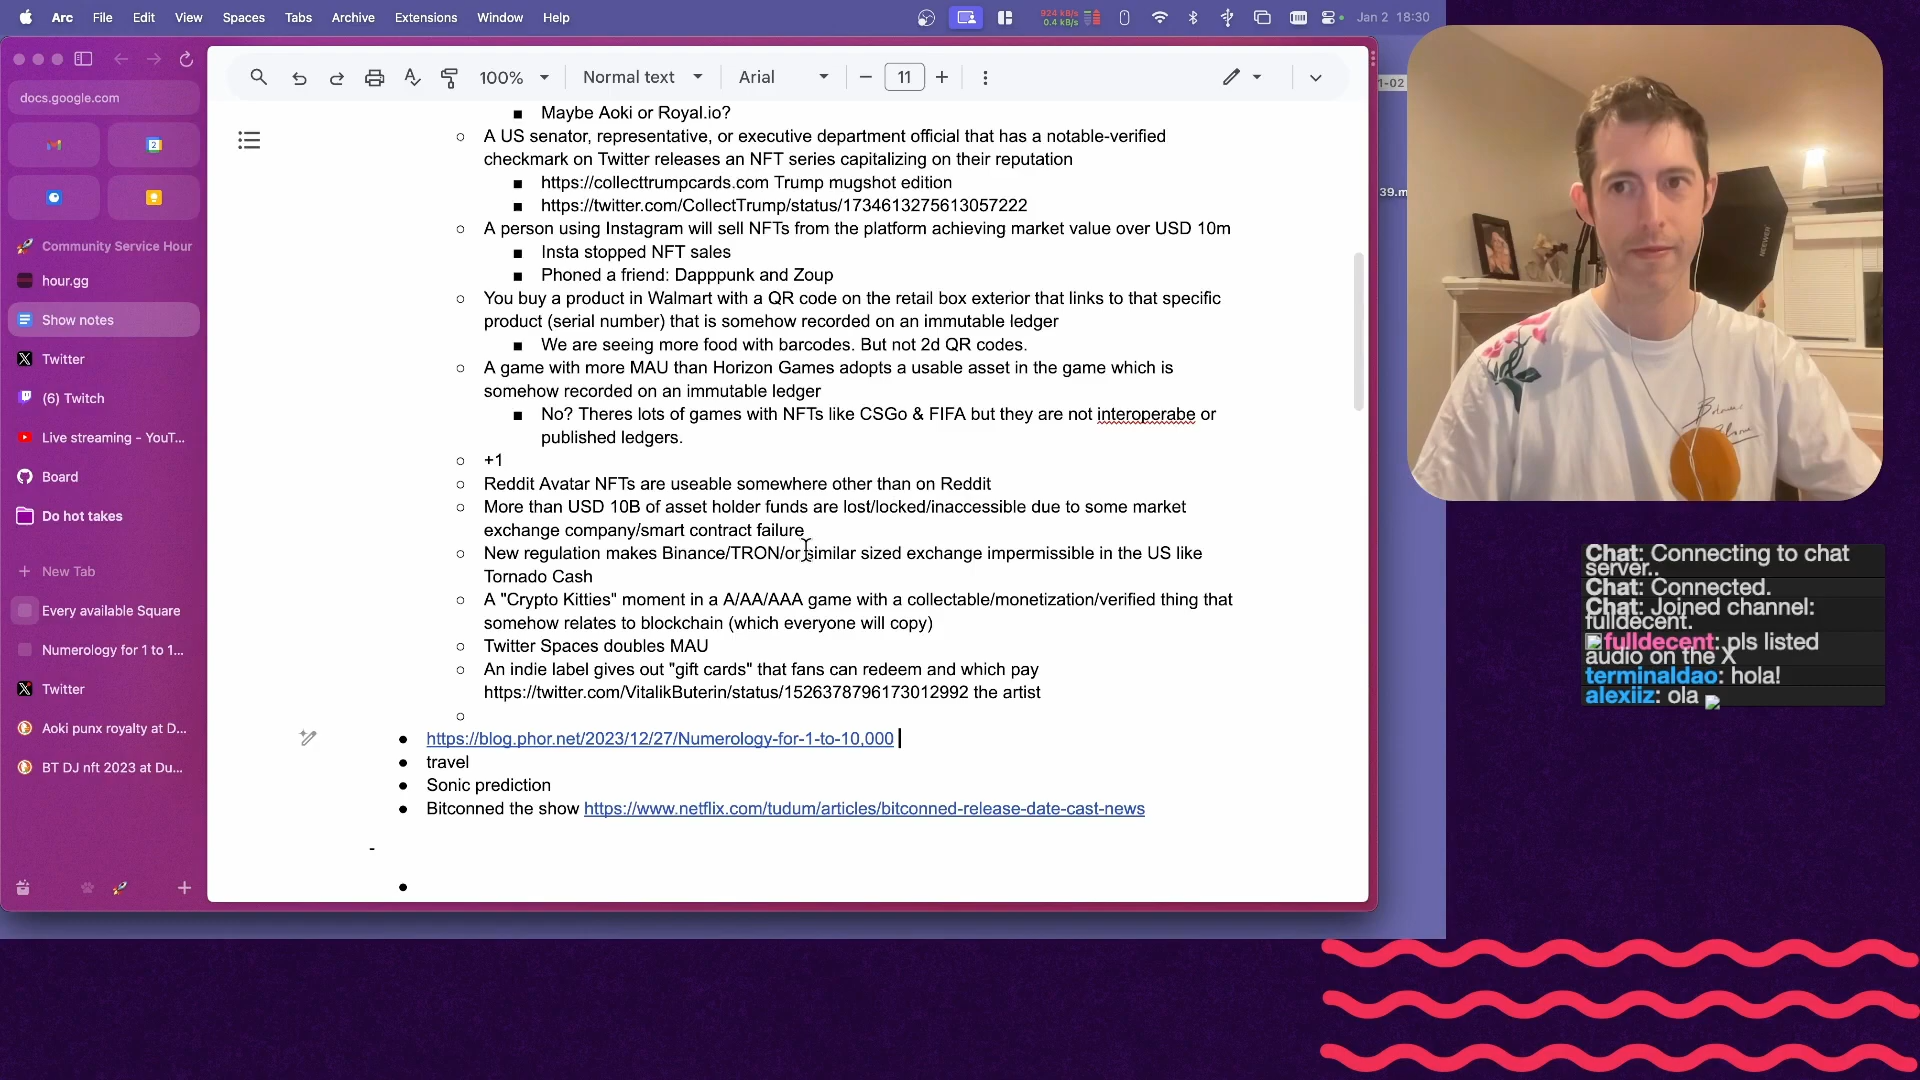 Arc File Edit View Spaces Tabs Archive Extensions Window Help
924 kB/s
0.4 kB/s
Jan 2 18:30
docs.google.com
2
Community Service Hour
hour.gg
Show notes
Twitter
(6) Twitch
Live streaming - YouT...
Board
Do hot takes
New Tab
Every available Square
Numerology for 1 to 1...
Twitter
Aoki punx royalty at D...
BT DJ nft 2023 at Du...
100% Normal text Arial 11
Maybe Aoki or Royal.io?
A US senator, representative, or executive department official that has a notable-verified
checkmark on Twitter releases an NFT series capitalizing on their reputation
https://collecttrumpcards.com Trump mugshot edition
https://twitter.com/CollectTrump/status/1734613275613057222
A person using Instagram will sell NFTs from the platform achieving market value over USD 10m
Insta stopped NFT sales
Phoned a friend: Dapppunk and Zoup
You buy a product in Walmart with a QR code on the retail box exterior that links to that specific
product (serial number) that is somehow recorded on an immutable ledger
We are seeing more food with barcodes. But not 2d QR codes.
A game with more MAU than Horizon Games adopts a usable asset in the game which is
somehow recorded on an immutable ledger
No? Theres lots of games with NFTs like CSGo & FIFA but they are not interoperabe or
published ledgers.
+1
Reddit Avatar NFTs are useable somewhere other than on Reddit
More than USD 10B of asset holder funds are lost/locked/inaccessible due to some market
exchange company/smart contract failure
New regulation makes Binance/TRON/or similar sized exchange impermissible in the US like
Tornado Cash
A "Crypto Kitties" moment in a A/AA/AAA game with a collectable/monetization/verified thing that
somehow relates to blockchain (which everyone will copy)
Twitter Spaces doubles MAU
An indie label gives out "gift cards" that fans can redeem and which pay
https://twitter.com/VitalikButerin/status/1526378796173012992 the artist
https://blog.phor.net/2023/12/27/Numerology-for-1-to-10,000
travel
Sonic prediction
Bitconned the show https://www.netflix.com/tudum/articles/bitconned-release-date-cast-news
-
1-02
39.m
NEEWER
Chat: Connecting to chat
server..
Chat: Connected.
Chat: Joined channel:
fulldecent.
fulldecent: pls listed
audio on the X
terminaldao: hola!
alexiiz: ola